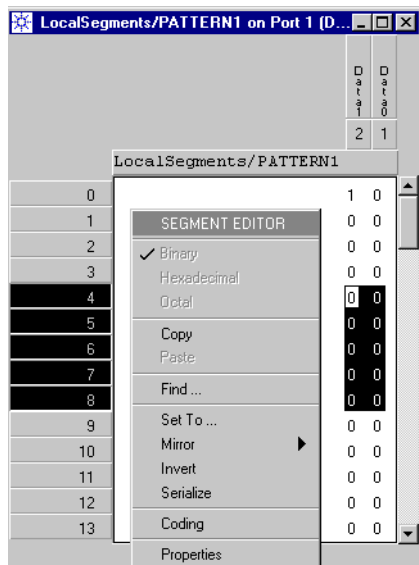 LocalSegments/PATTERN1 on Port 1 (D...
Data1 Data0
2 1
LocalSegments/PATTERN1
0 1 0
1 0 0
SEGMENT EDITOR
2 0 0
Binary
3 0 0
Hexadecimal
4 0 0
Octal
5 0 0
Copy
6 0 0
Paste
7 0 0
Find ...
8 0 0
Set To ...
9 0 0
Mirror
10 0 0
Invert
11 0 0
Serialize
12 0 0
Coding
13 0 0
Properties